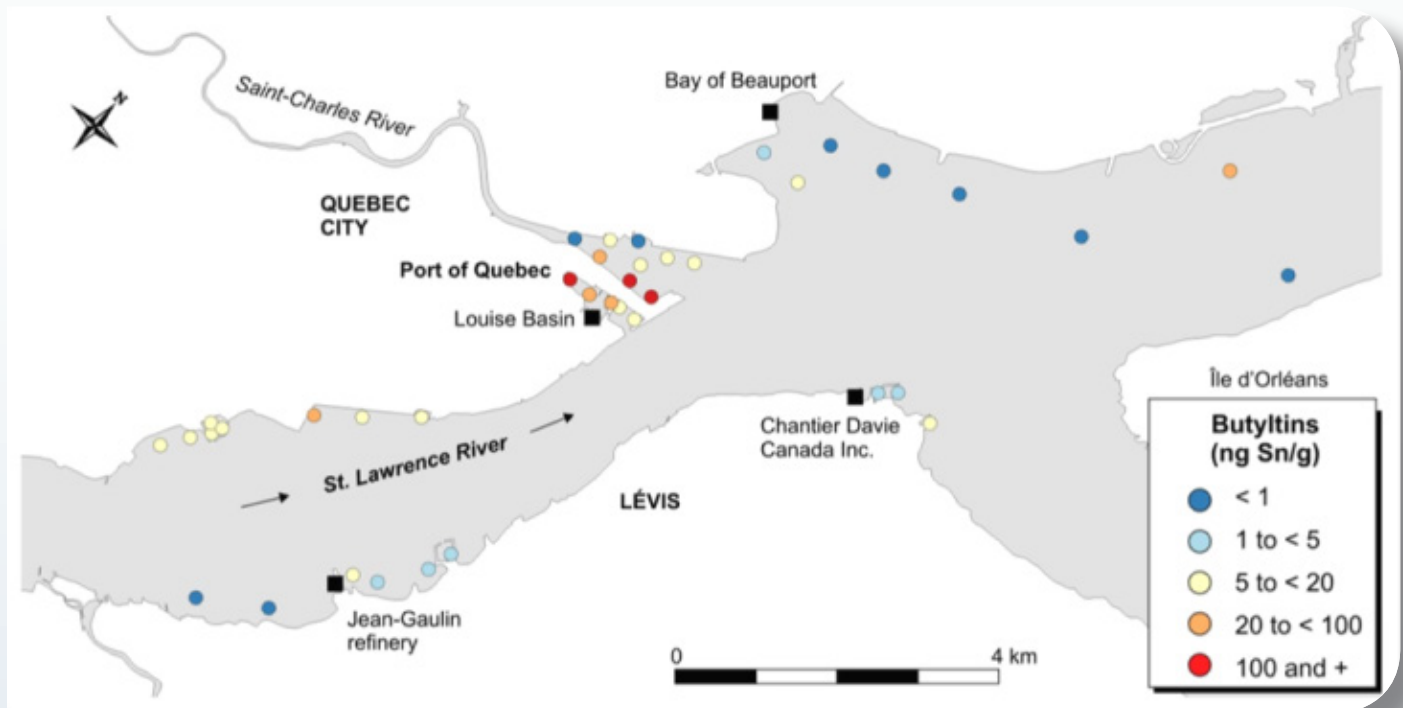 Bay of Beauport
N
Saint-Charles River
QUEBEC
CITY
Port of Quebec
Louise Basin
Île d'Orléans
Chantier Davie
Canada Inc.
St. Lawrence River
LÉVIS
Jean-Gaulin
refinery
Butyltins
(ng Sn/g)
< 1
1 to < 5
5 to < 20
20 to < 100
100 and +
0 4 km